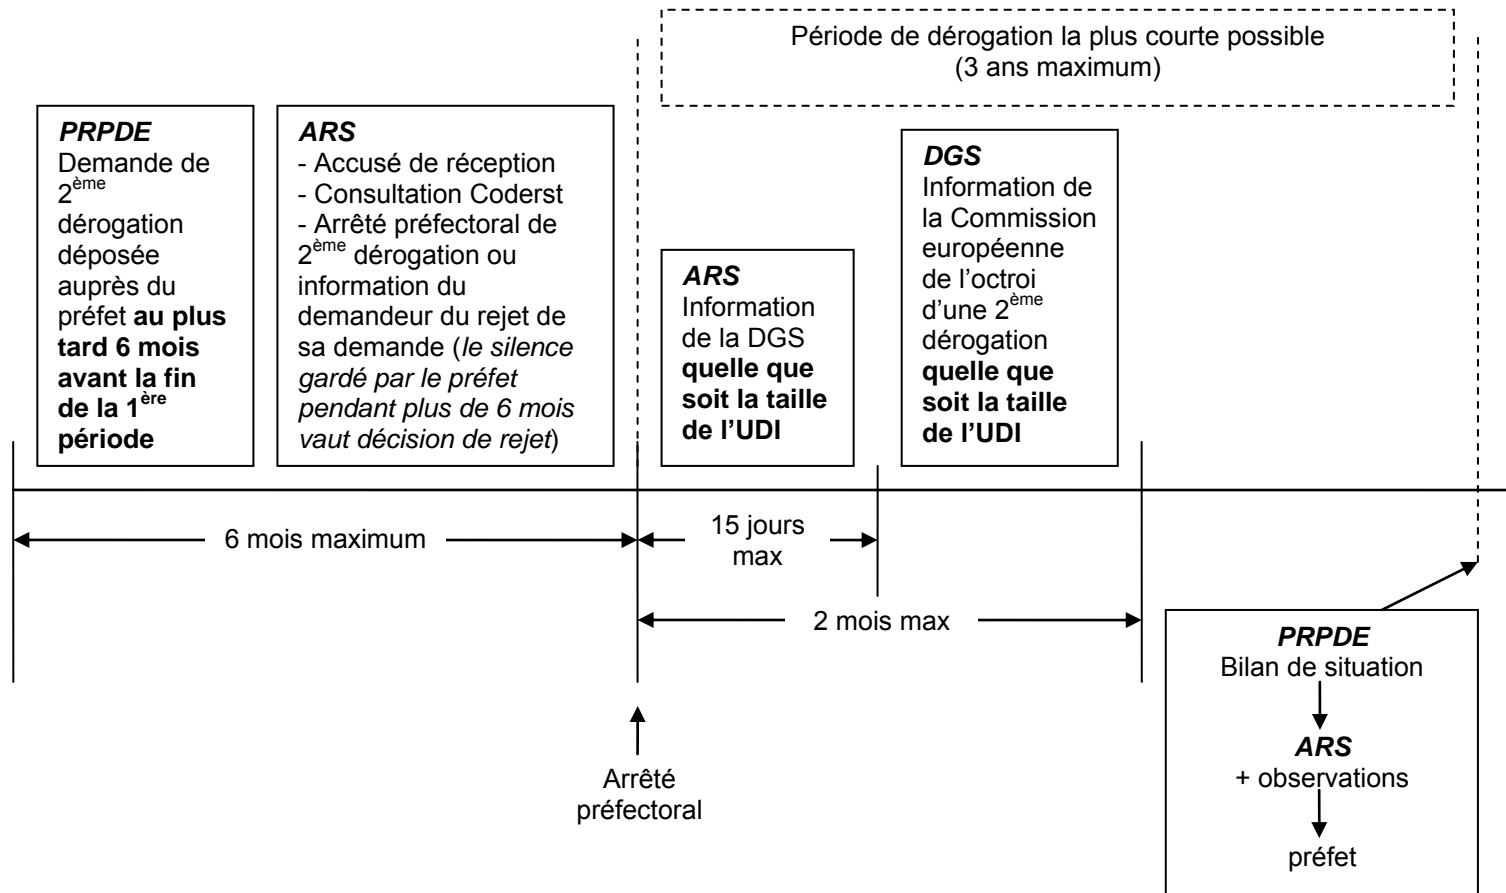 Période de dérogation la plus courte possible
(3 ans maximum)
PRPDE
Demande de
2ème
dérogation
déposée
auprès du
préfet au plus
tard 6 mois
avant la fin
de la 1ère
période
ARS
- Accusé de réception
- Consultation Coderst
- Arrêté préfectoral de
2ème dérogation ou
information du
demandeur du rejet de
sa demande (le silence
gardé par le préfet
pendant plus de 6 mois
vaut décision de rejet)
ARS
Information
de la DGS
quelle que
soit la taille
de l’UDI
DGS
Information de
la Commission
européenne
de l’octroi
d’une 2ème
dérogation
quelle que
soit la taille
de l’UDI
6 mois maximum
15 jours
max
2 mois max
Arrêté
préfectoral
PRPDE
Bilan de situation
ARS
+ observations
préfet